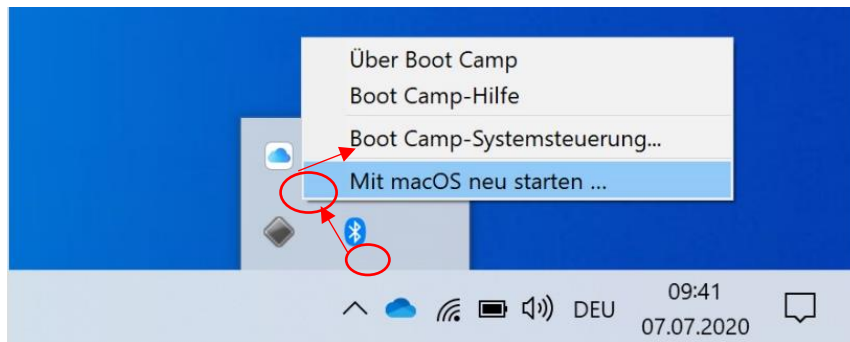 Über Boot Camp
Boot Camp-Hilfe
Boot Camp-Systemsteuerung...
Mit macOS neu starten ...
DEU
09:41
07.07.2020